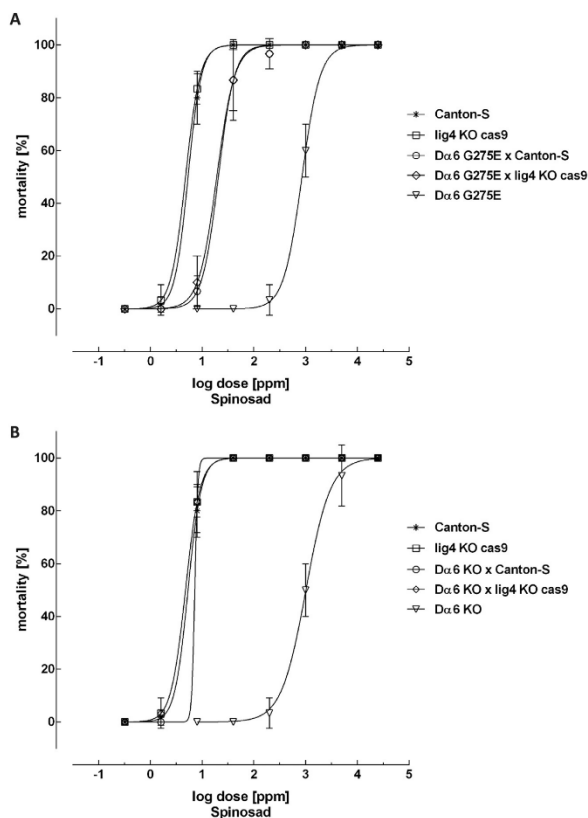 A
mortality [%]
100
80
60
40
20
0
-1 0 1 2 3 4 5
log dose [ppm]
Spinosad
Canton-S
lig4 KO cas9
Dα6 G275E x Canton-S
Dα6 G275E x lig4 KO cas9
Dα6 G275E
B
mortality [%]
100
80
60
40
20
0
-1 0 1 2 3 4 5
log dose [ppm]
Spinosad
Canton-S
lig4 KO cas9
Dα6 KO x Canton-S
Dα6 KO x lig4 KO cas9
Dα6 KO